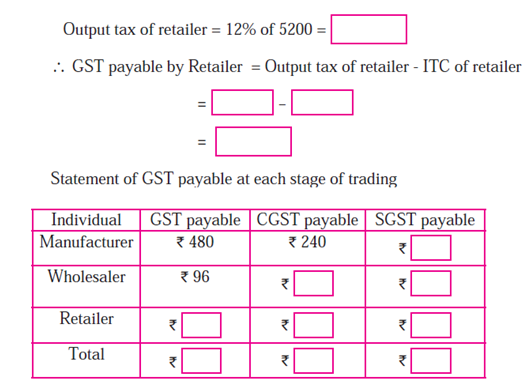 Output tax of retailer = 12% of 5200 =
∴ GST payable by Retailer = Output tax of retailer - ITC of retailer
= -
=
Statement of GST payable at each stage of trading
Individual GST payable CGST payable SGST payable
Manufacturer ₹ 480 ₹ 240 ₹
Wholesaler ₹ 96 ₹ ₹
Retailer ₹ ₹ ₹
Total ₹ ₹ ₹